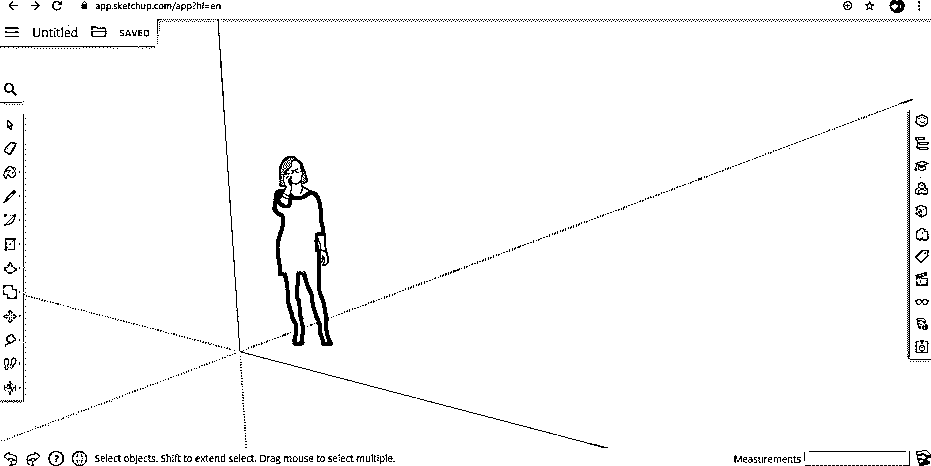 app.sketchup.com/app?hl=en
Untitled
SAVED
Select objects. Shift to extend select. Drag mouse to select multiple.
Measurements